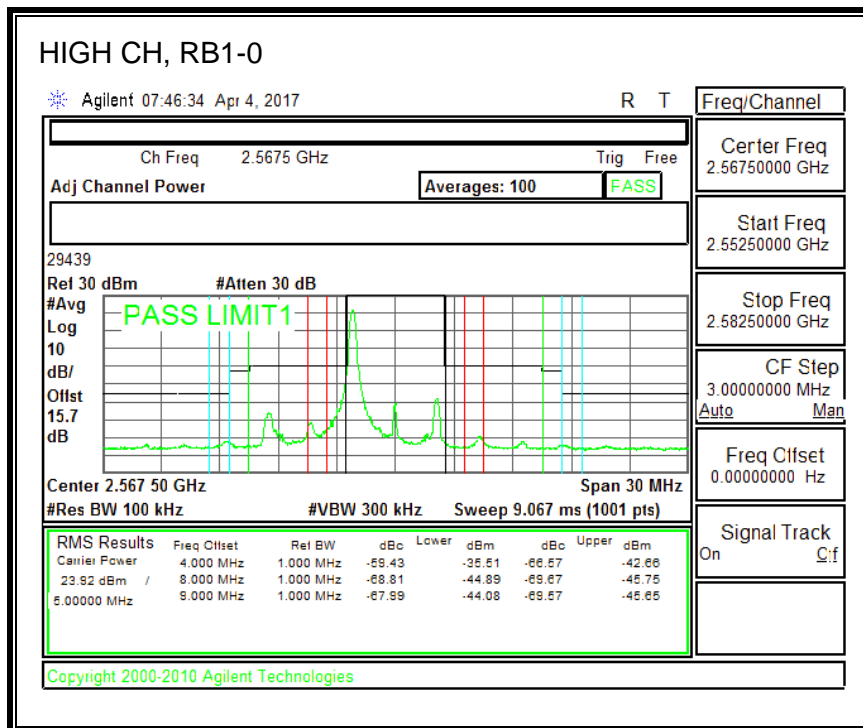 HIGH CH, RB1-0
Agilent 07:46:34 Apr 4, 2017 R T
Freq/Channel
Ch Freq 2.5675 GHz Trig Free
Adj Channel Power Averages: 100 PASS
Center Freq
2.56750000 GHz
Start Freq
2.55250000 GHz
29439
Ref 30 dBm #Atten 30 dB
#Avg
Log
10
dB/
Offst
15.7
dB
PASS LIMIT1
Stop Freq
2.58250000 GHz
CF Step
3.00000000 MHz
Auto Man
Freq Offset
0.00000000 Hz
Center 2.567 50 GHz Span 30 MHz
#Res BW 100 kHz #VBW 300 kHz Sweep 9.067 ms (1001 pts)
Signal Track
On Off
RMS Results Freq Offset Ref BW dBc Lower dBm dBc Upper dBm
Carrier Power 4.000 MHz 1.000 MHz -59.43 -35.51 -66.57 -42.66
23.92 dBm / 8.000 MHz 1.000 MHz -68.81 -44.89 -69.67 -45.75
5.00000 MHz 9.000 MHz 1.000 MHz -67.99 -44.08 -69.57 -45.65
Copyright 2000-2010 Agilent Technologies